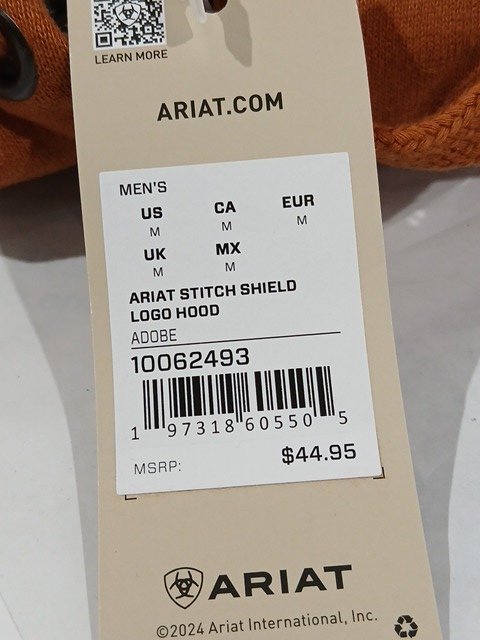 LEARN MORE
ARIAT.COM
MEN'S
US CA EUR
M M M
UK MX
M M
ARIAT STITCH SHIELD
LOGO HOOD
ADOBE
10062493
1 97318 60550 5
MSRP: $44.95
ARIAT
©2024 Ariat International, Inc.